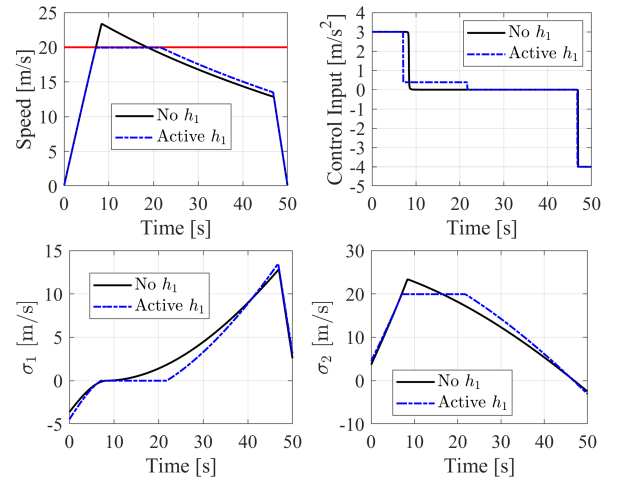 25
20
15
10
5
0
Speed [m/s]
No h₁
Active h₁
0 10 20 30 40 50
Time [s]
4
3
2
1
0
-1
-2
-3
-4
-5
Control Input [m/s²]
No h₁
Active h₁
0 10 20 30 40 50
Time [s]
15
10
5
0
-5
σ₁ [m/s]
No h₁
Active h₁
0 10 20 30 40 50
Time [s]
30
20
10
0
-10
σ₂ [m/s]
No h₁
Active h₁
0 10 20 30 40 50
Time [s]